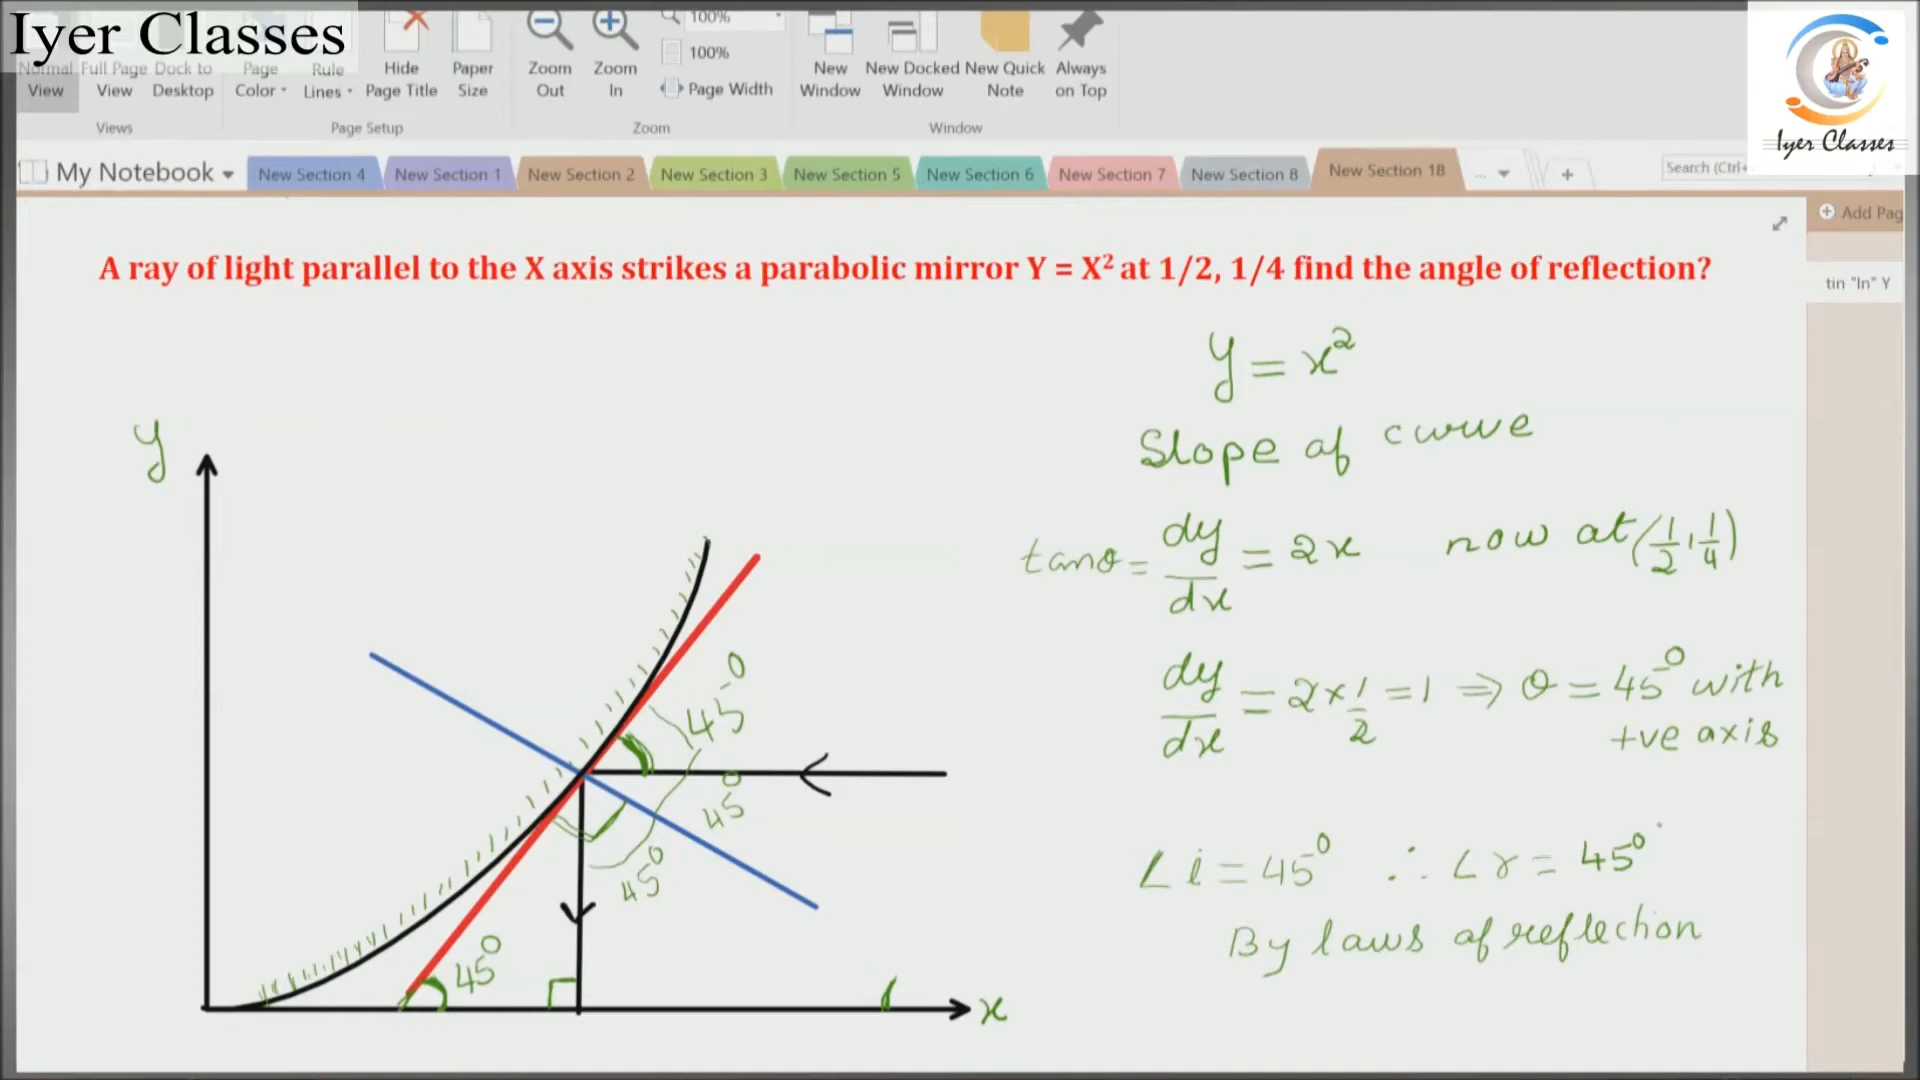 Iyer Classes
Normal View
Full Page View
Dock to Desktop
Views
Page Color
Rule Lines
Hide Page Title
Paper Size
Page Setup
Zoom Out
Zoom In
100%
100%
Page Width
Zoom
New Window
New Docked Window
New Quick Note
Always on Top
Window
Iyer Classes
My Notebook
New Section 4
New Section 1
New Section 2
New Section 3
New Section 5
New Section 6
New Section 7
New Section 8
New Section 18
...
+
Search (Ctrl+
Add Pag
tin "In" Y
A ray of light parallel to the X axis strikes a parabolic mirror Y = X² at 1/2, 1/4 find the angle of reflection?
y = x²
Slope of curve
tanθ = dy/dx = 2x now at (1/2, 1/4)
dy/dx = 2 × 1/2 = 1 ⇒ θ = 45° with
+ve axis
∠i = 45° ∴ ∠r = 45°
By laws of reflection
y
45°
45°
45°
45°
x